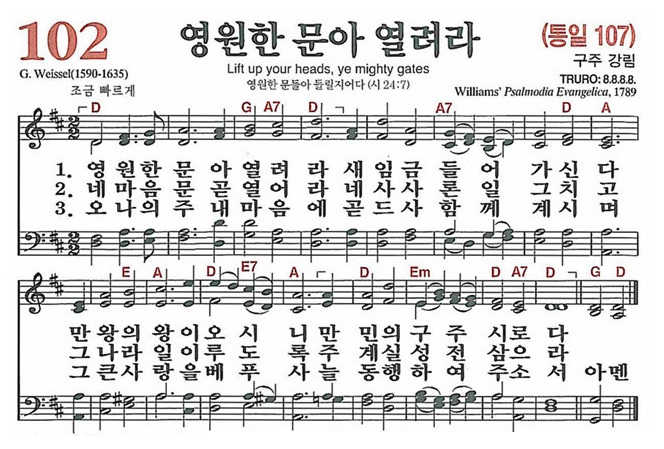 102
영원한 문아 열려라
(통일 107)
G. Weissel(1590-1635)
Lift up your heads, ye mighty gates
구주 강림
조금 빠르게
영원한 문들아 들릴지어다 (시 24:7)
TRURO: 8.8.8.8.
Williams' Psalmodia Evangelica, 1789
D G A7 D A7 D A
1. 영 원 한 문 아 열 려 라 새 임 금 들 어 가 신 다
2. 네 마 음 문 곧 열 어 라 네 사 사 론 일 그 치 고
3. 오 나 의 주 내 마 음 에 곧 드 사 함 께 계 시 며
E A D E7 A D Em D A7 D G D
만 왕 의 왕 이 오 시 니 만 민 의 구 주 시 로 다
그 나 라 일 이 루 도 록 주 계 실 성 전 삼 으 라
그 큰 사 랑 을 베 푸 사 늘 동 행 하 여 주 소 서 아 멘